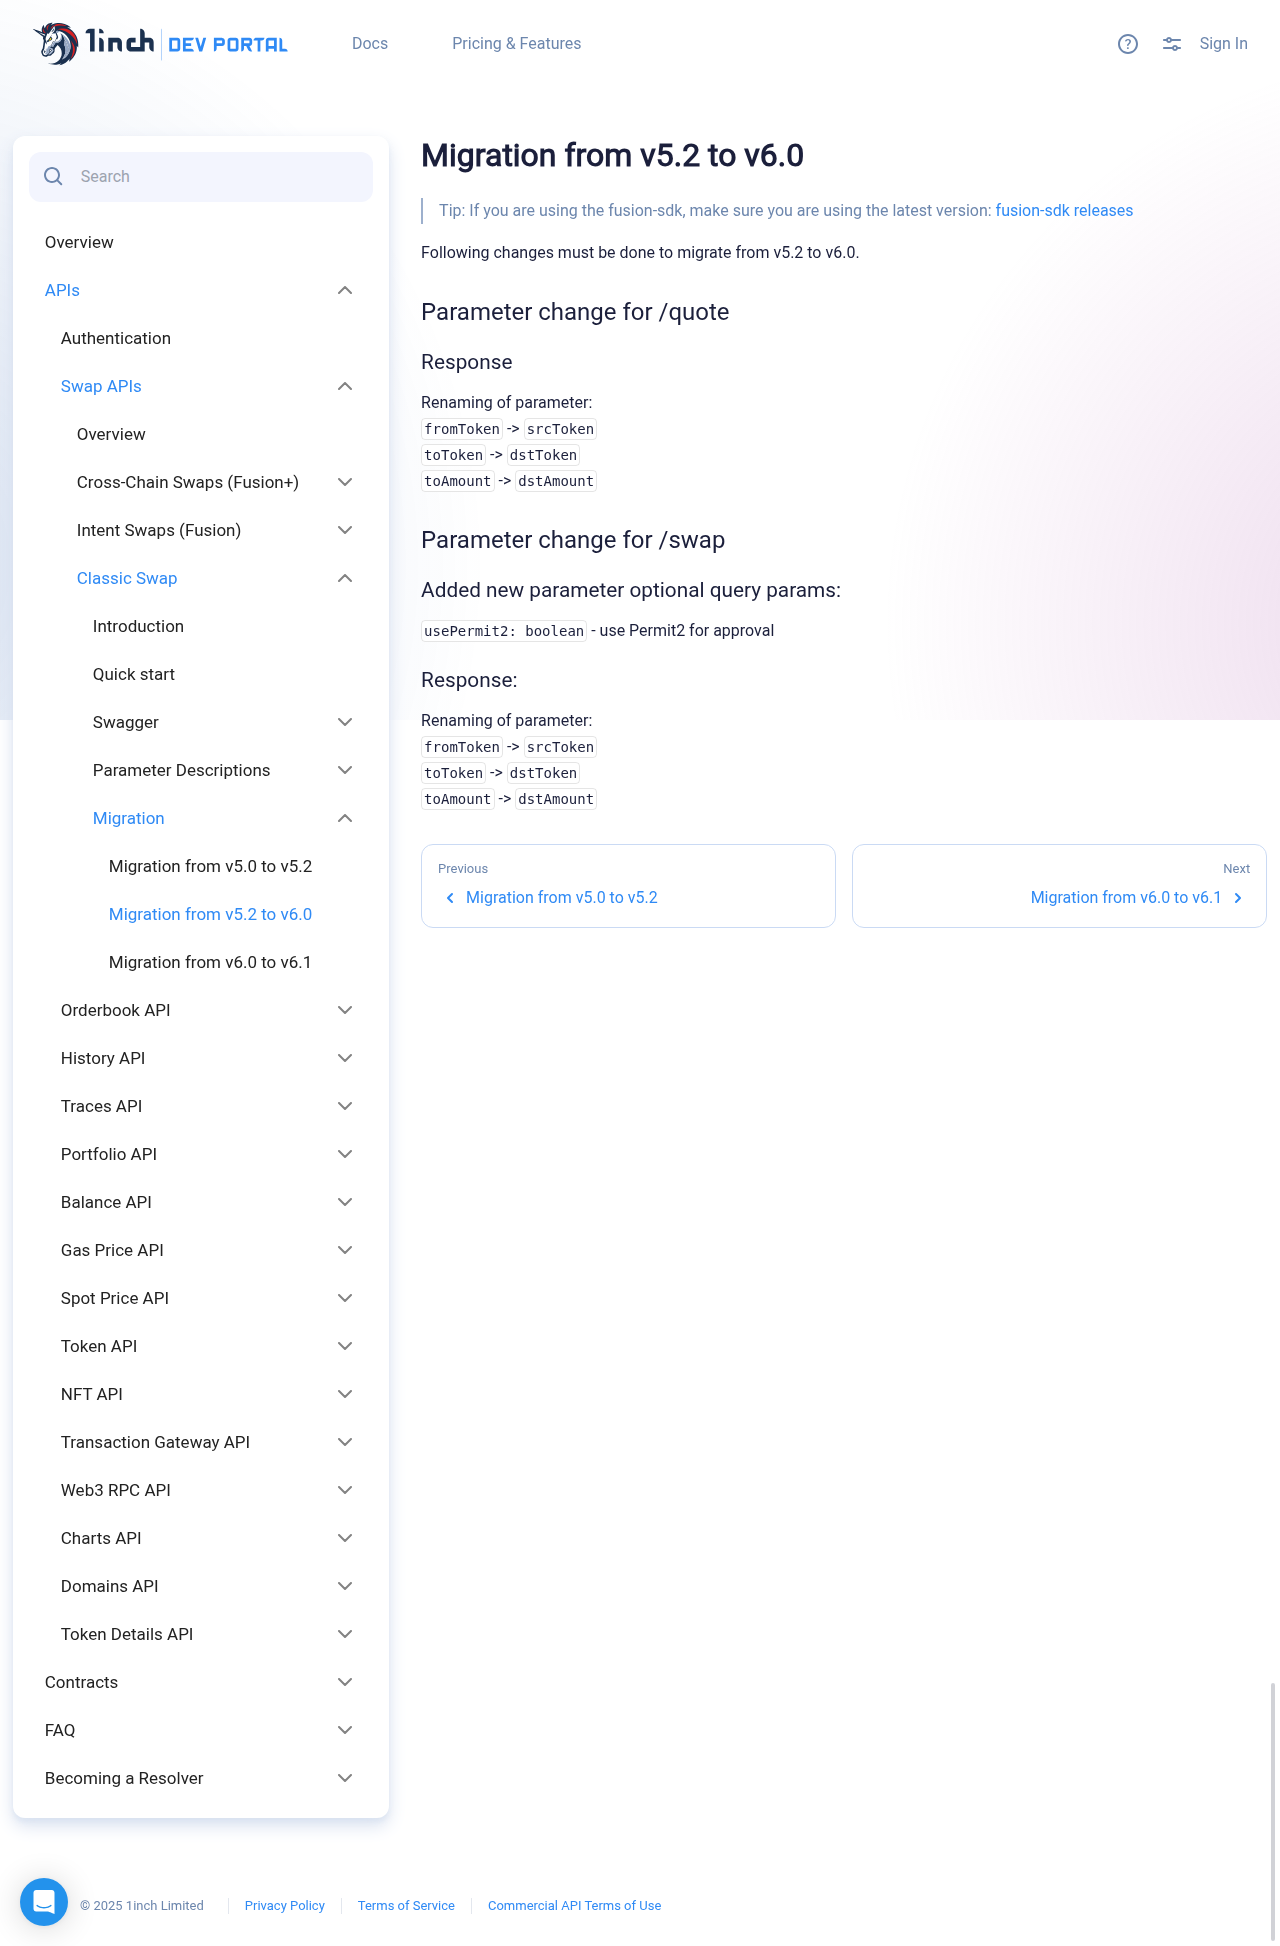 1inch DEV PORTAL
Docs
Pricing & Features
Sign In
Search
Overview
APIs
Authentication
Swap APIs
Overview
Cross-Chain Swaps (Fusion+)
Intent Swaps (Fusion)
Classic Swap
Introduction
Quick start
Swagger
Parameter Descriptions
Migration
Migration from v5.0 to v5.2
Migration from v5.2 to v6.0
Migration from v6.0 to v6.1
Orderbook API
History API
Traces API
Portfolio API
Balance API
Gas Price API
Spot Price API
Token API
NFT API
Transaction Gateway API
Web3 RPC API
Charts API
Domains API
Token Details API
Contracts
FAQ
Becoming a Resolver
Migration from v5.2 to v6.0
Tip: If you are using the fusion-sdk, make sure you are using the latest version: fusion-sdk releases
Following changes must be done to migrate from v5.2 to v6.0.
Parameter change for /quote
Response
Renaming of parameter:
fromToken -> srcToken
toToken -> dstToken
toAmount -> dstAmount
Parameter change for /swap
Added new parameter optional query params:
usePermit2: boolean - use Permit2 for approval
Response:
Renaming of parameter:
fromToken -> srcToken
toToken -> dstToken
toAmount -> dstAmount
Previous
Migration from v5.0 to v5.2
Next
Migration from v6.0 to v6.1
© 2025 1inch Limited
Privacy Policy
Terms of Service
Commercial API Terms of Use